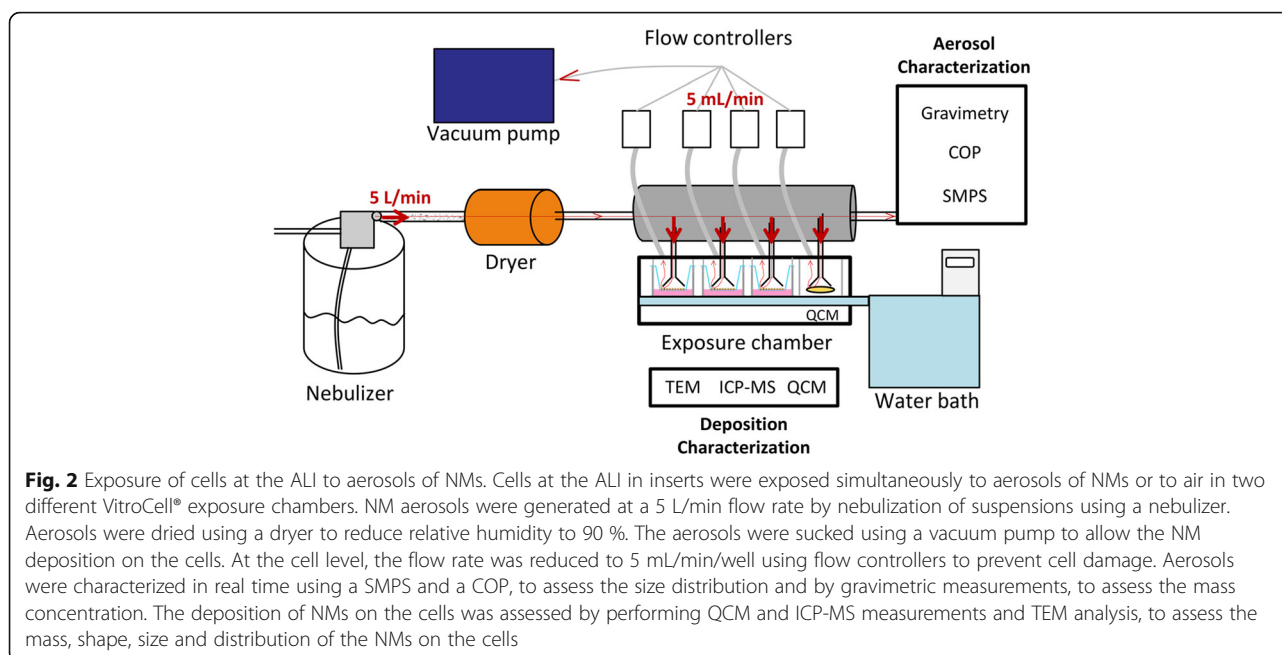 Flow controllers
Aerosol
Characterization
5 mL/min
Vacuum pump
Gravimetry
COP
SMPS
5 L/min
Dryer
QCM
Exposure chamber
Nebulizer
TEM ICP-MS QCM
Water bath
Deposition
Characterization
Fig. 2 Exposure of cells at the ALI to aerosols of NMs. Cells at the ALI in inserts were exposed simultaneously to aerosols of NMs or to air in two
different VitroCell® exposure chambers. NM aerosols were generated at a 5 L/min flow rate by nebulization of suspensions using a nebulizer.
Aerosols were dried using a dryer to reduce relative humidity to 90 %. The aerosols were sucked using a vacuum pump to allow the NM
deposition on the cells. At the cell level, the flow rate was reduced to 5 mL/min/well using flow controllers to prevent cell damage. Aerosols
were characterized in real time using a SMPS and a COP, to assess the size distribution and by gravimetric measurements, to assess the mass
concentration. The deposition of NMs on the cells was assessed by performing QCM and ICP-MS measurements and TEM analysis, to assess the
mass, shape, size and distribution of the NMs on the cells